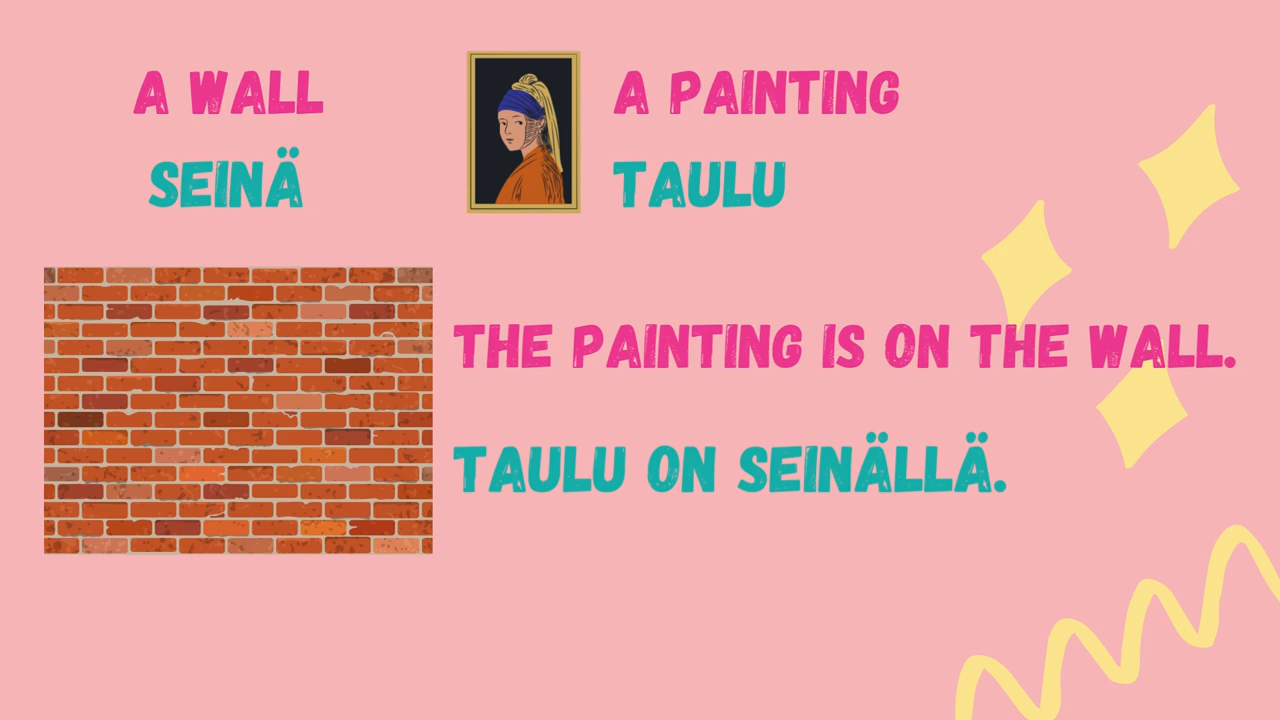 A WALL
SEINÄ
A PAINTING
TAULU
THE PAINTING IS ON THE WALL.
TAULU ON SEINÄLLÄ.